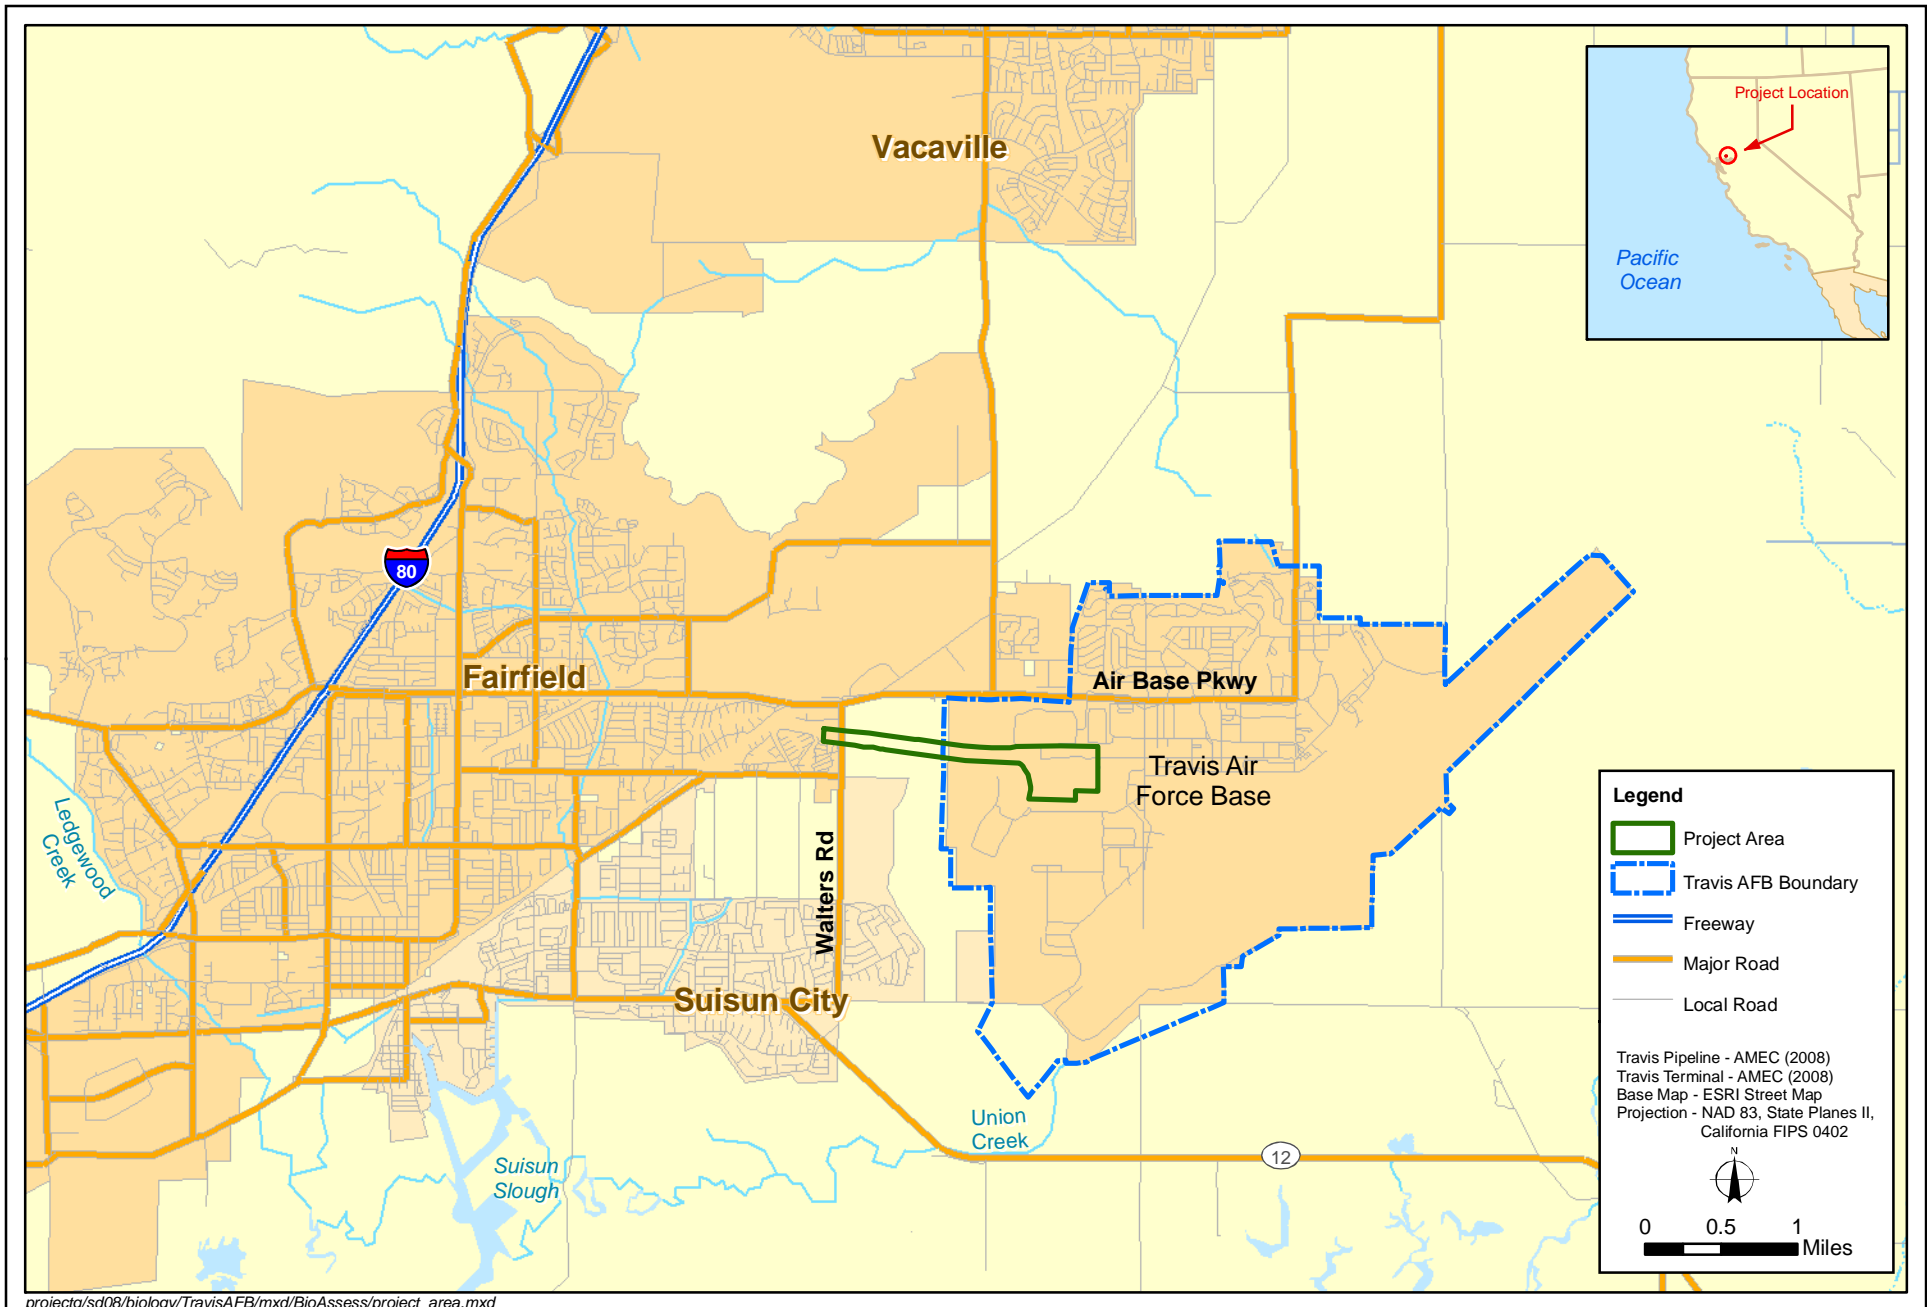 Vacaville
Project Location
Pacific
Ocean
80
Fairfield
Air Base Pkwy
Travis Air
Force Base
Ledgewood
Creek
Walters Rd
Suisun City
Union
Creek
Suisun
Slough
12
Legend
Project Area
Travis AFB Boundary
Freeway
Major Road
Local Road
Travis Pipeline - AMEC (2008)
Travis Terminal - AMEC (2008)
Base Map - ESRI Street Map
Projection - NAD 83, State Planes II,
California FIPS 0402
N
0 0.5 1
Miles
projectg/sd08/biology/TravisAFB/mxd/BioAssess/project_area.mxd